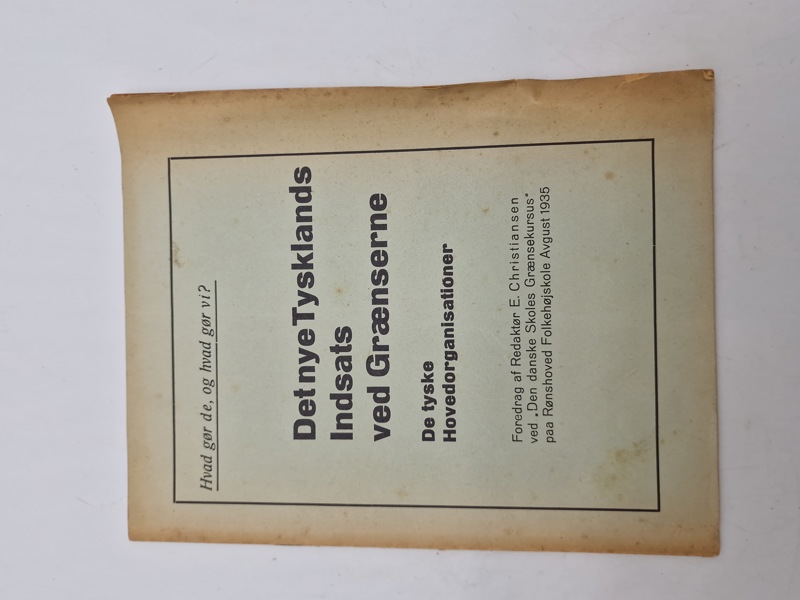 Hvad gør de, og hvad gør vi?
Det nye Tysklands
Indsats
ved Grænserne
De tyske
Hovedorganisationer
Foredrag af Redaktør E. Christiansen
ved „Den danske Skoles Grænsekursus"
paa Rønshoved Folkehøjskole Avgust 1935